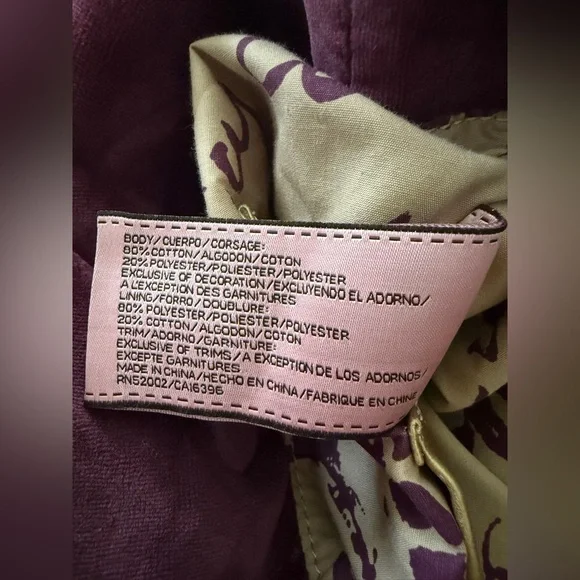 BODY/CUERPO/CORSAGE:
80% COTTON/ALGODON/COTON
20% POLYESTER/POLIESTER/POLYESTER
EXCLUSIVE OF DECORATION/EXCLUYENDO EL ADORNO/
A L'EXCEPTION DES GARNITURES
LINING/FORRO/DOUBLURE:
80% POLYESTER/POLIESTER/POLYESTER
20% COTTON/ALGODON/COTON
TRIM/ADORNO/GARNITURE:
EXCLUSIVE OF TRIMS/A EXCEPTION DE LOS ADORNOS/
EXCEPTE GARNITURES
MADE IN CHINA/HECHO EN CHINA/FABRIQUE EN CHINE
RN52002/CA16395